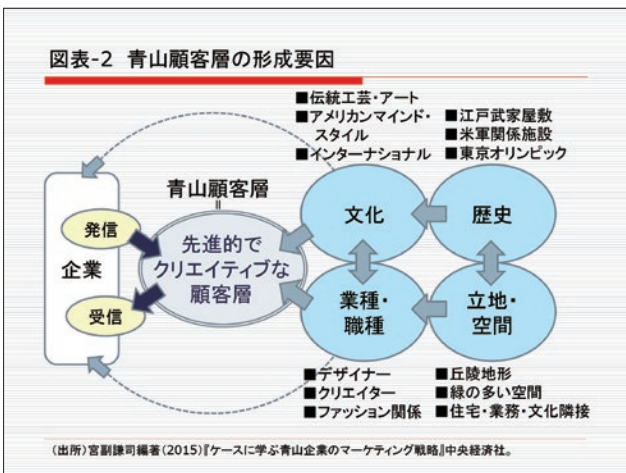 図表-2 青山顧客層の形成要因
■伝統工芸・アート
■アメリカンマインド・
スタイル
■インターナショナル
■江戸武家屋敷
■米軍関係施設
■東京オリンピック
青山顧客層
=
先進的で
クリエイティブな
顧客層
企業
発信
受信
文化
歴史
業種・
職種
立地・
空間
■デザイナー
■クリエイター
■ファッション関係
■丘陵地形
■緑の多い空間
■住宅・業務・文化隣接
(出所)宮副謙司編著(2015)『ケースに学ぶ青山企業のマーケティング戦略』中央経済社。